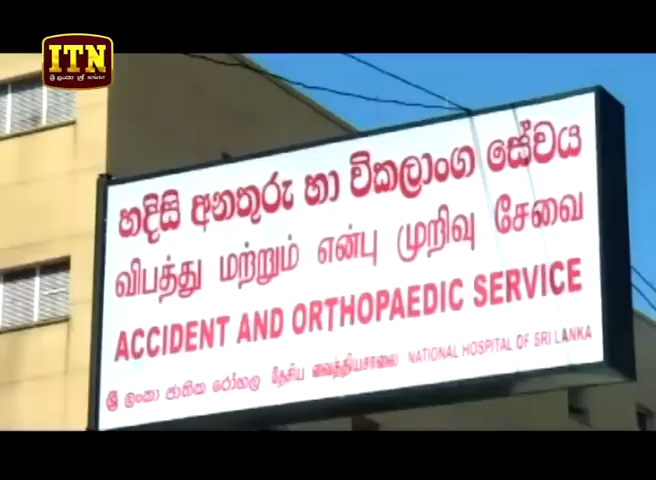 ITN
ශ්‍රී ලංකා ශ්‍රී லங்கா
හදිසි අනතුරු හා විකලාංග සේවය
விபத்து மற்றும் என்பு முறிவு சேவை
ACCIDENT AND ORTHOPAEDIC SERVICE
ශ්‍රී ලංකා ජාතික රෝහල தேசிய வைத்தியசாலை NATIONAL HOSPITAL OF SRI LANKA